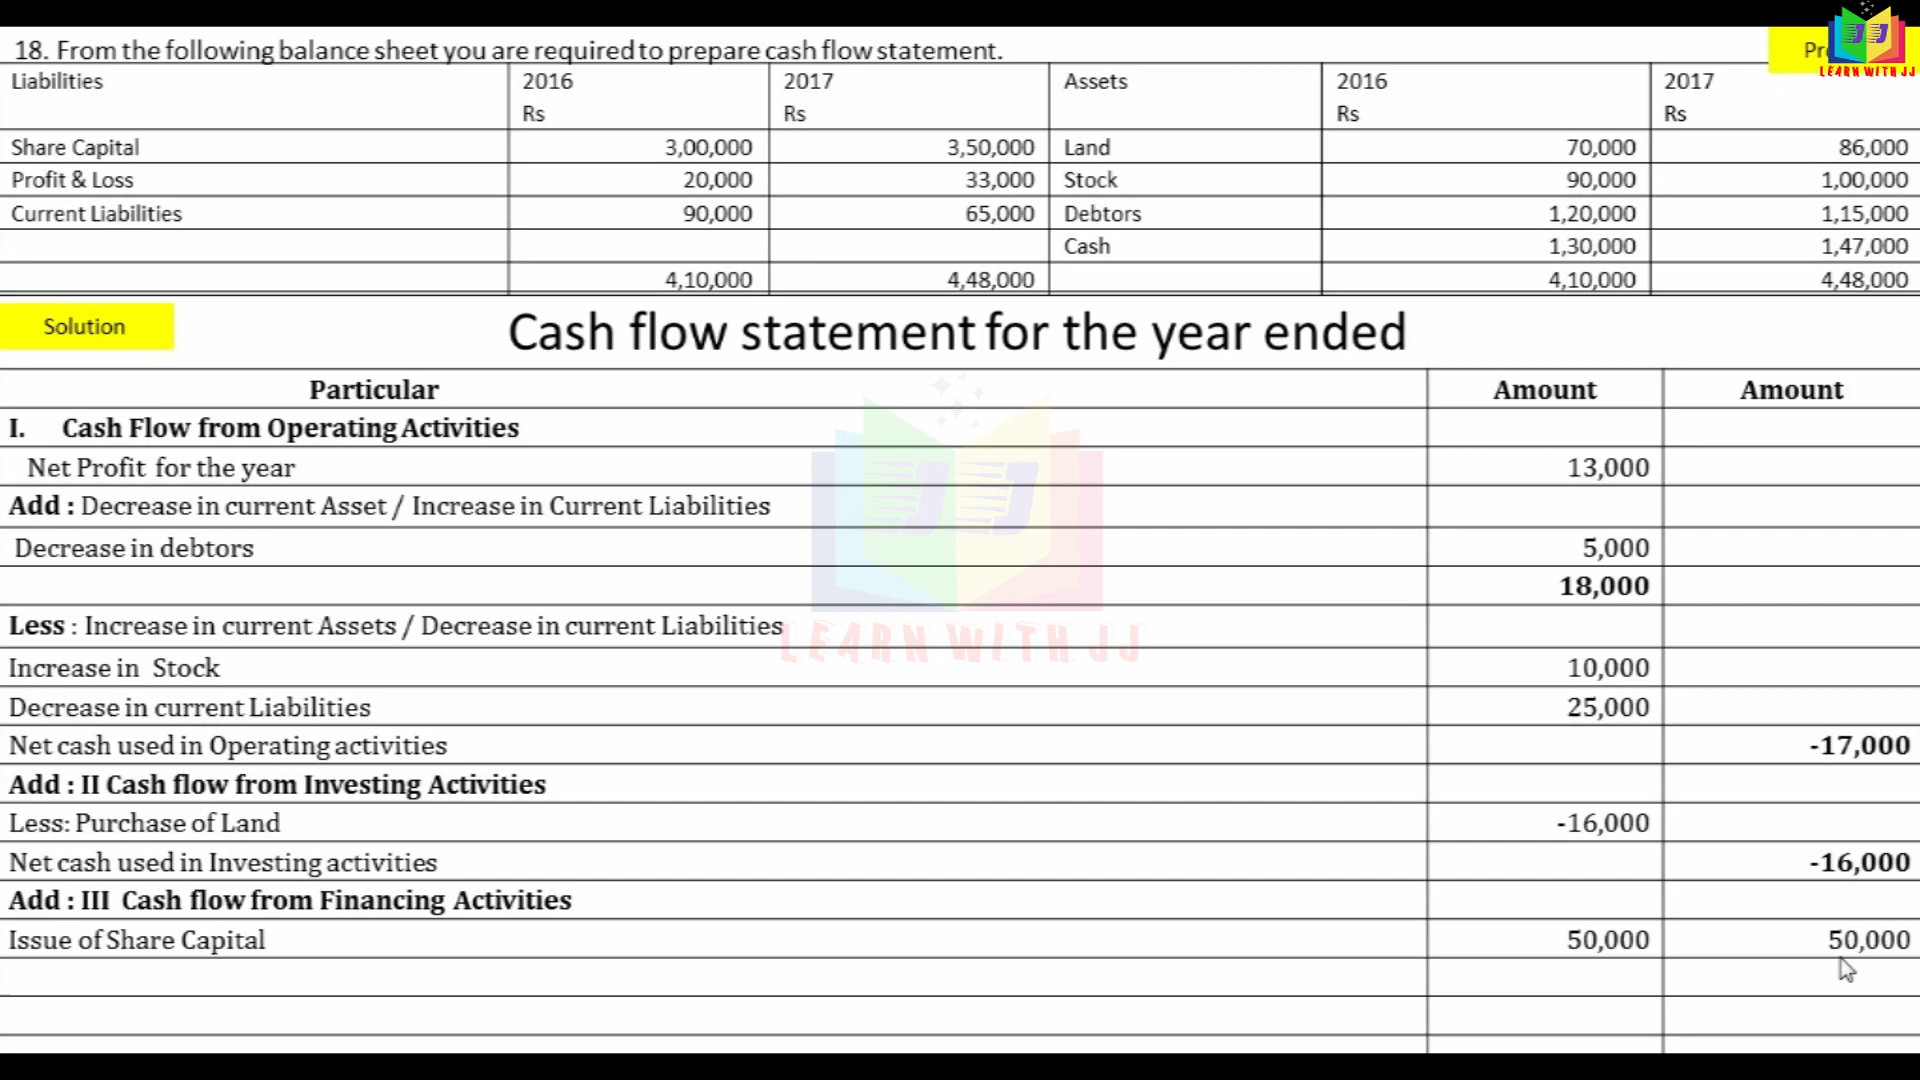 18. From the following balance sheet you are required to prepare cash flow statement.
LEARN WITH JJ
Liabilities 2016 2017 Assets 2016 2017
Rs Rs Rs Rs
Share Capital 3,00,000 3,50,000 Land 70,000 86,000
Profit & Loss 20,000 33,000 Stock 90,000 1,00,000
Current Liabilities 90,000 65,000 Debtors 1,20,000 1,15,000
Cash 1,30,000 1,47,000
4,10,000 4,48,000 4,10,000 4,48,000
Solution Cash flow statement for the year ended
Particular Amount Amount
I. Cash Flow from Operating Activities
Net Profit for the year 13,000
Add : Decrease in current Asset / Increase in Current Liabilities
Decrease in debtors 5,000
18,000
Less : Increase in current Assets / Decrease in current Liabilities
LEARN WITH JJ
Increase in Stock 10,000
Decrease in current Liabilities 25,000
Net cash used in Operating activities -17,000
Add : II Cash flow from Investing Activities
Less: Purchase of Land -16,000
Net cash used in Investing activities -16,000
Add : III Cash flow from Financing Activities
Issue of Share Capital 50,000 50,000